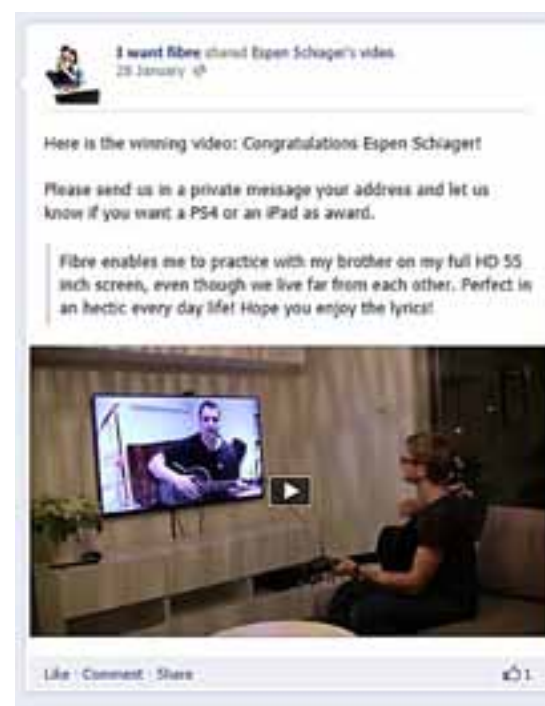 I want fibre shared Espen Schlager's video.
28 January
Here is the winning video: Congratulations Espen Schlager!
Please send us in a private message your address and let us
know if you want a PS4 or an iPad as award.
Fibre enables me to practice with my brother on my full HD 55
inch screen, even though we live far from each other. Perfect in
an hectic every day life! Hope you enjoy the lyrics!
Like · Comment · Share
1